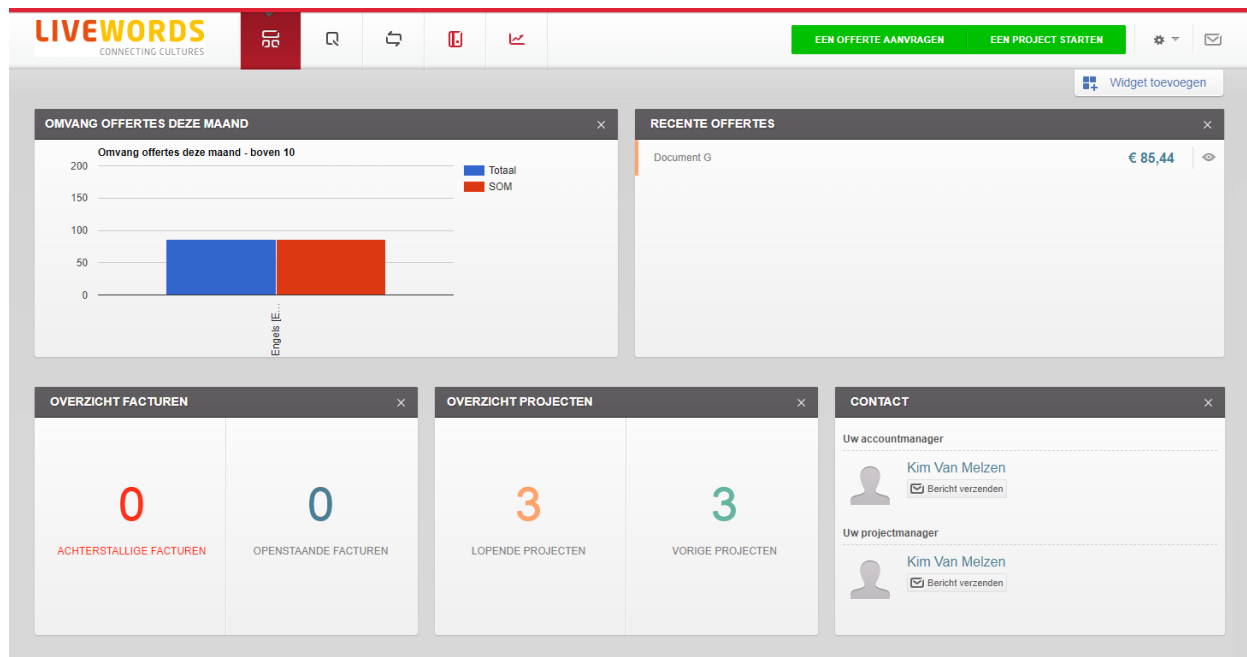 LIVEWORDS
CONNECTING CULTURES
EEN OFFERTE AANVRAGEN
EEN PROJECT STARTEN
Widget toevoegen
OMVANG OFFERTES DEZE MAAND
Omvang offertes deze maand - boven 10
200
150
100
50
0
Totaal
SOM
Engels [E...
RECENTE OFFERTES
Document G
€ 85,44
OVERZICHT FACTUREN
0
ACHTERSTALLIGE FACTUREN
0
OPENSTAANDE FACTUREN
OVERZICHT PROJECTEN
3
LOPENDE PROJECTEN
3
VORIGE PROJECTEN
CONTACT
Uw accountmanager
Kim Van Melzen
Bericht verzenden
Uw projectmanager
Kim Van Melzen
Bericht verzenden